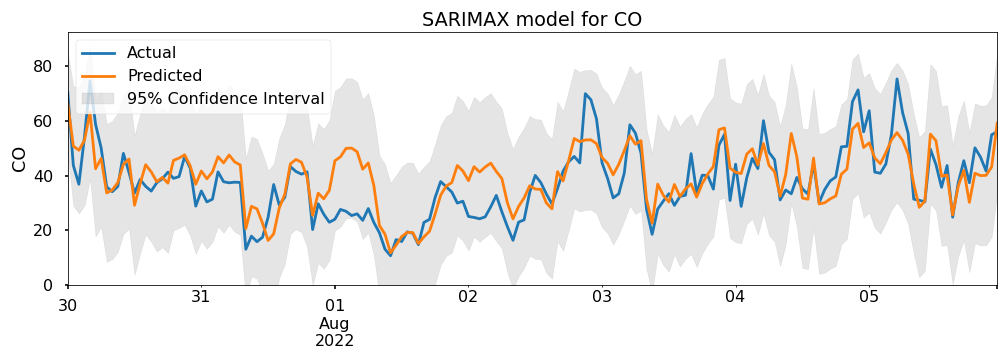 SARIMAX model for CO
Actual
Predicted
95% Confidence Interval
CO
80
60
40
20
0
30
31
01
02
03
04
05
Aug
2022